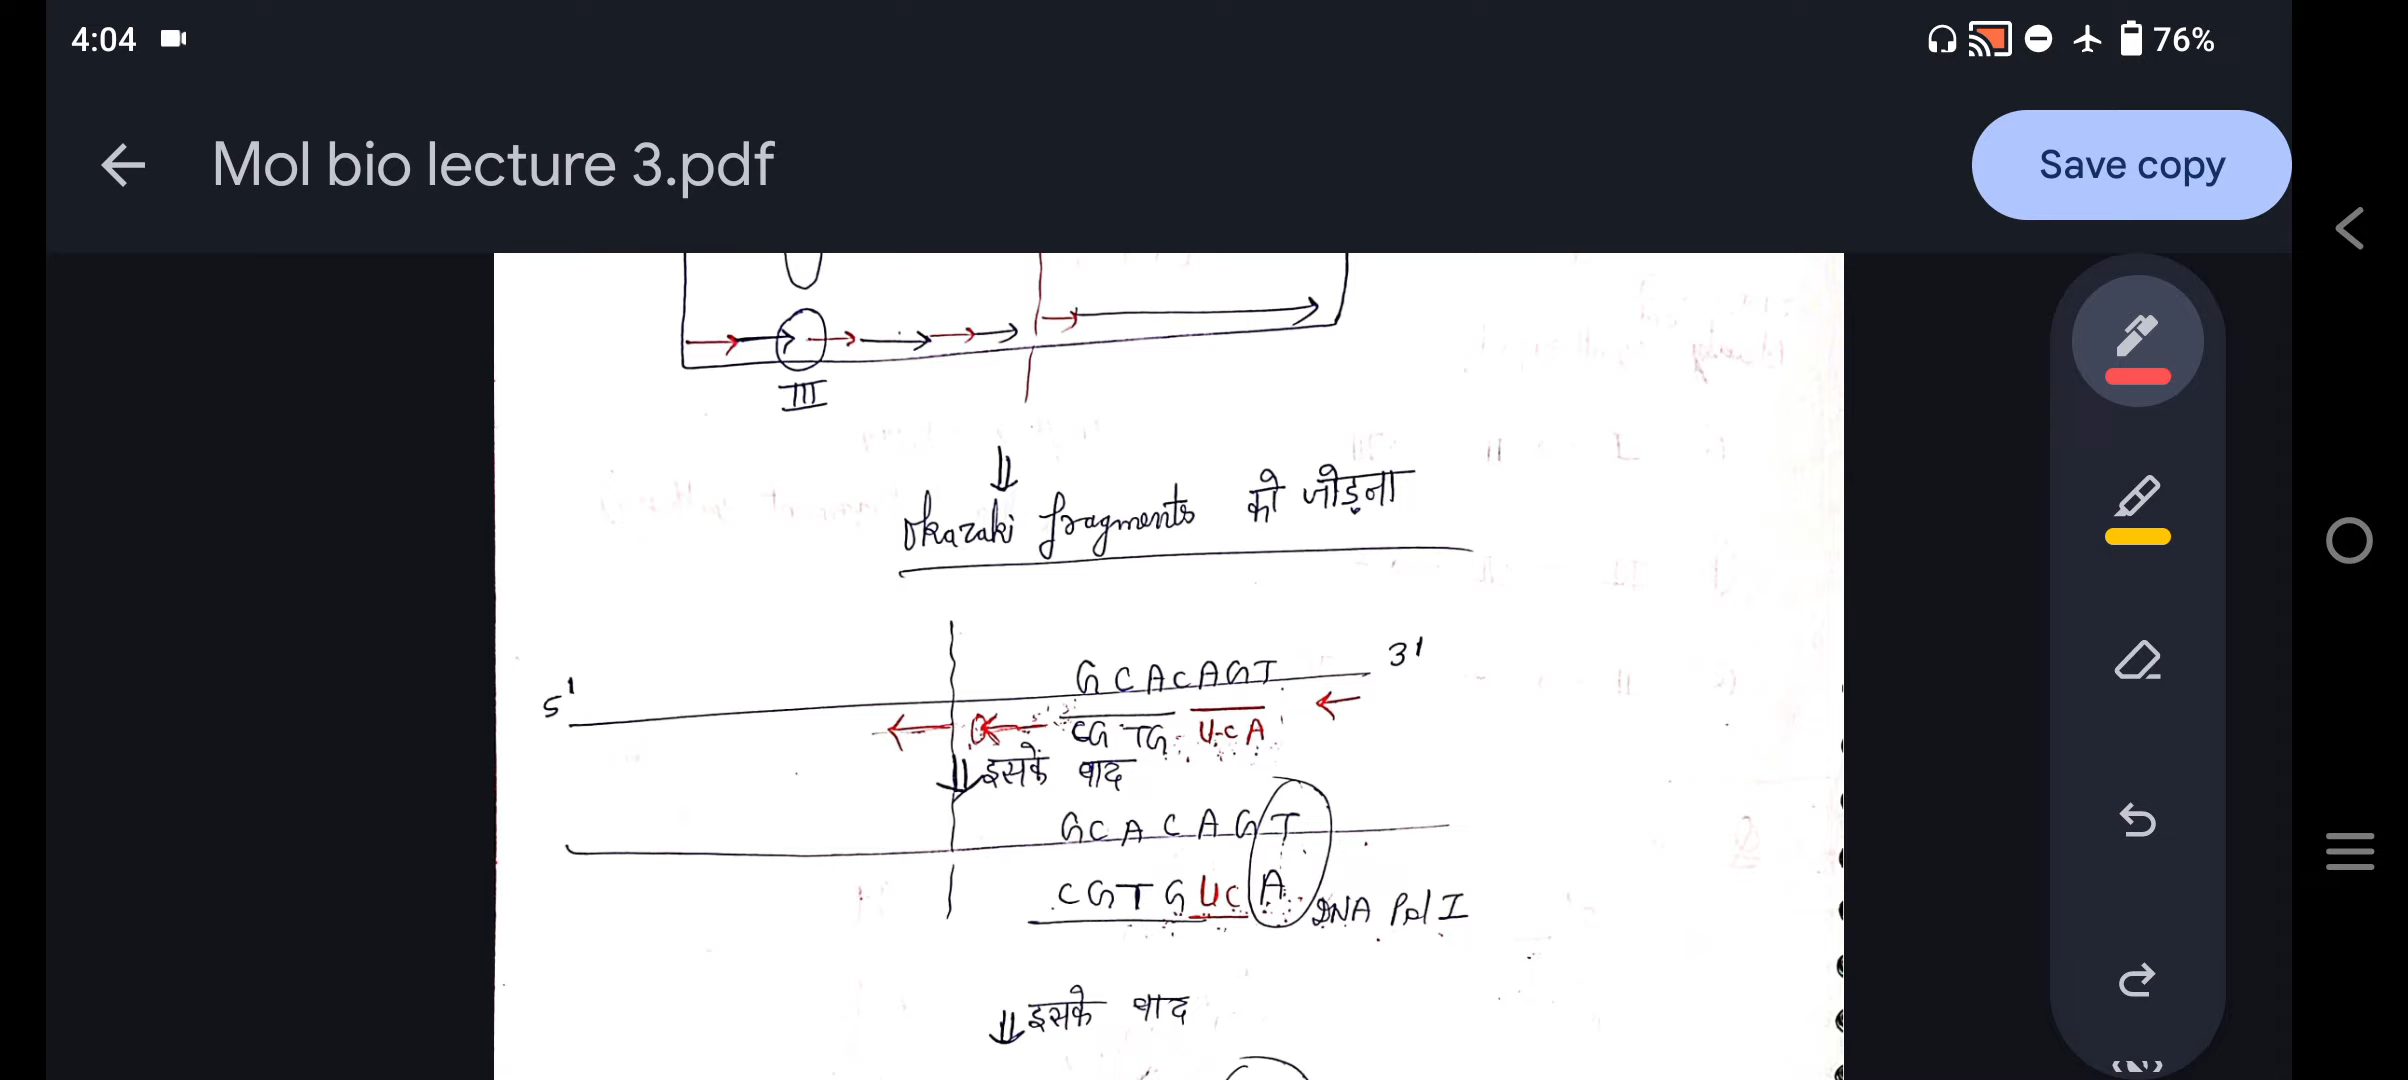 4:04
76%
Mol bio lecture 3.pdf
Save copy
III
Okazaki fragments को जोड़ना
GCACAGT 3'
5'
CG TG UCA
इसके बाद
GCACAGT
CGTGUCA DNA Pol I
इसके बाद